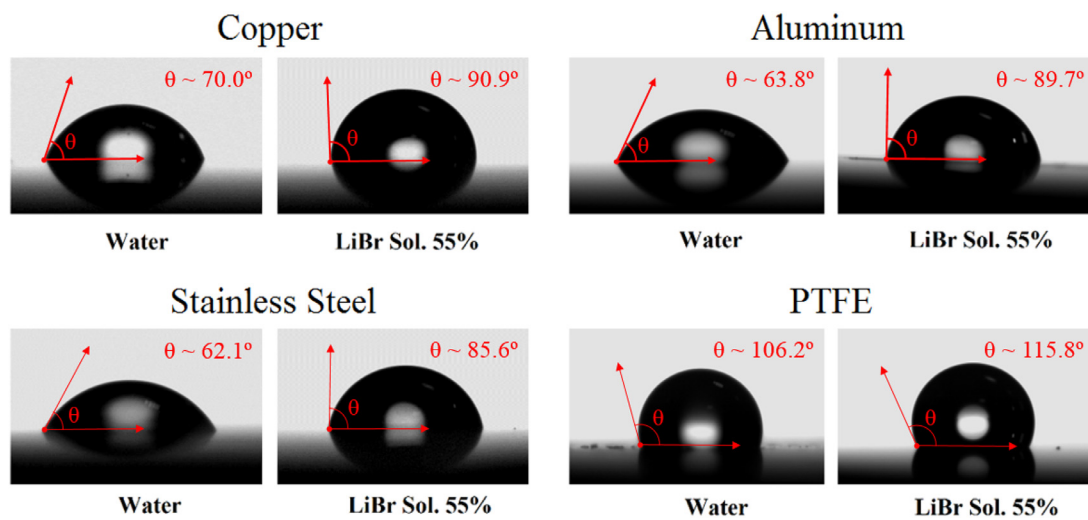 Copper
Aluminum
θ ~ 70.0º
θ
Water
θ ~ 90.9º
θ
LiBr Sol. 55%
θ ~ 63.8º
θ
Water
θ ~ 89.7º
θ
LiBr Sol. 55%
Stainless Steel
PTFE
θ ~ 62.1º
θ
Water
θ ~ 85.6º
θ
LiBr Sol. 55%
θ ~ 106.2º
θ
Water
θ ~ 115.8º
θ
LiBr Sol. 55%